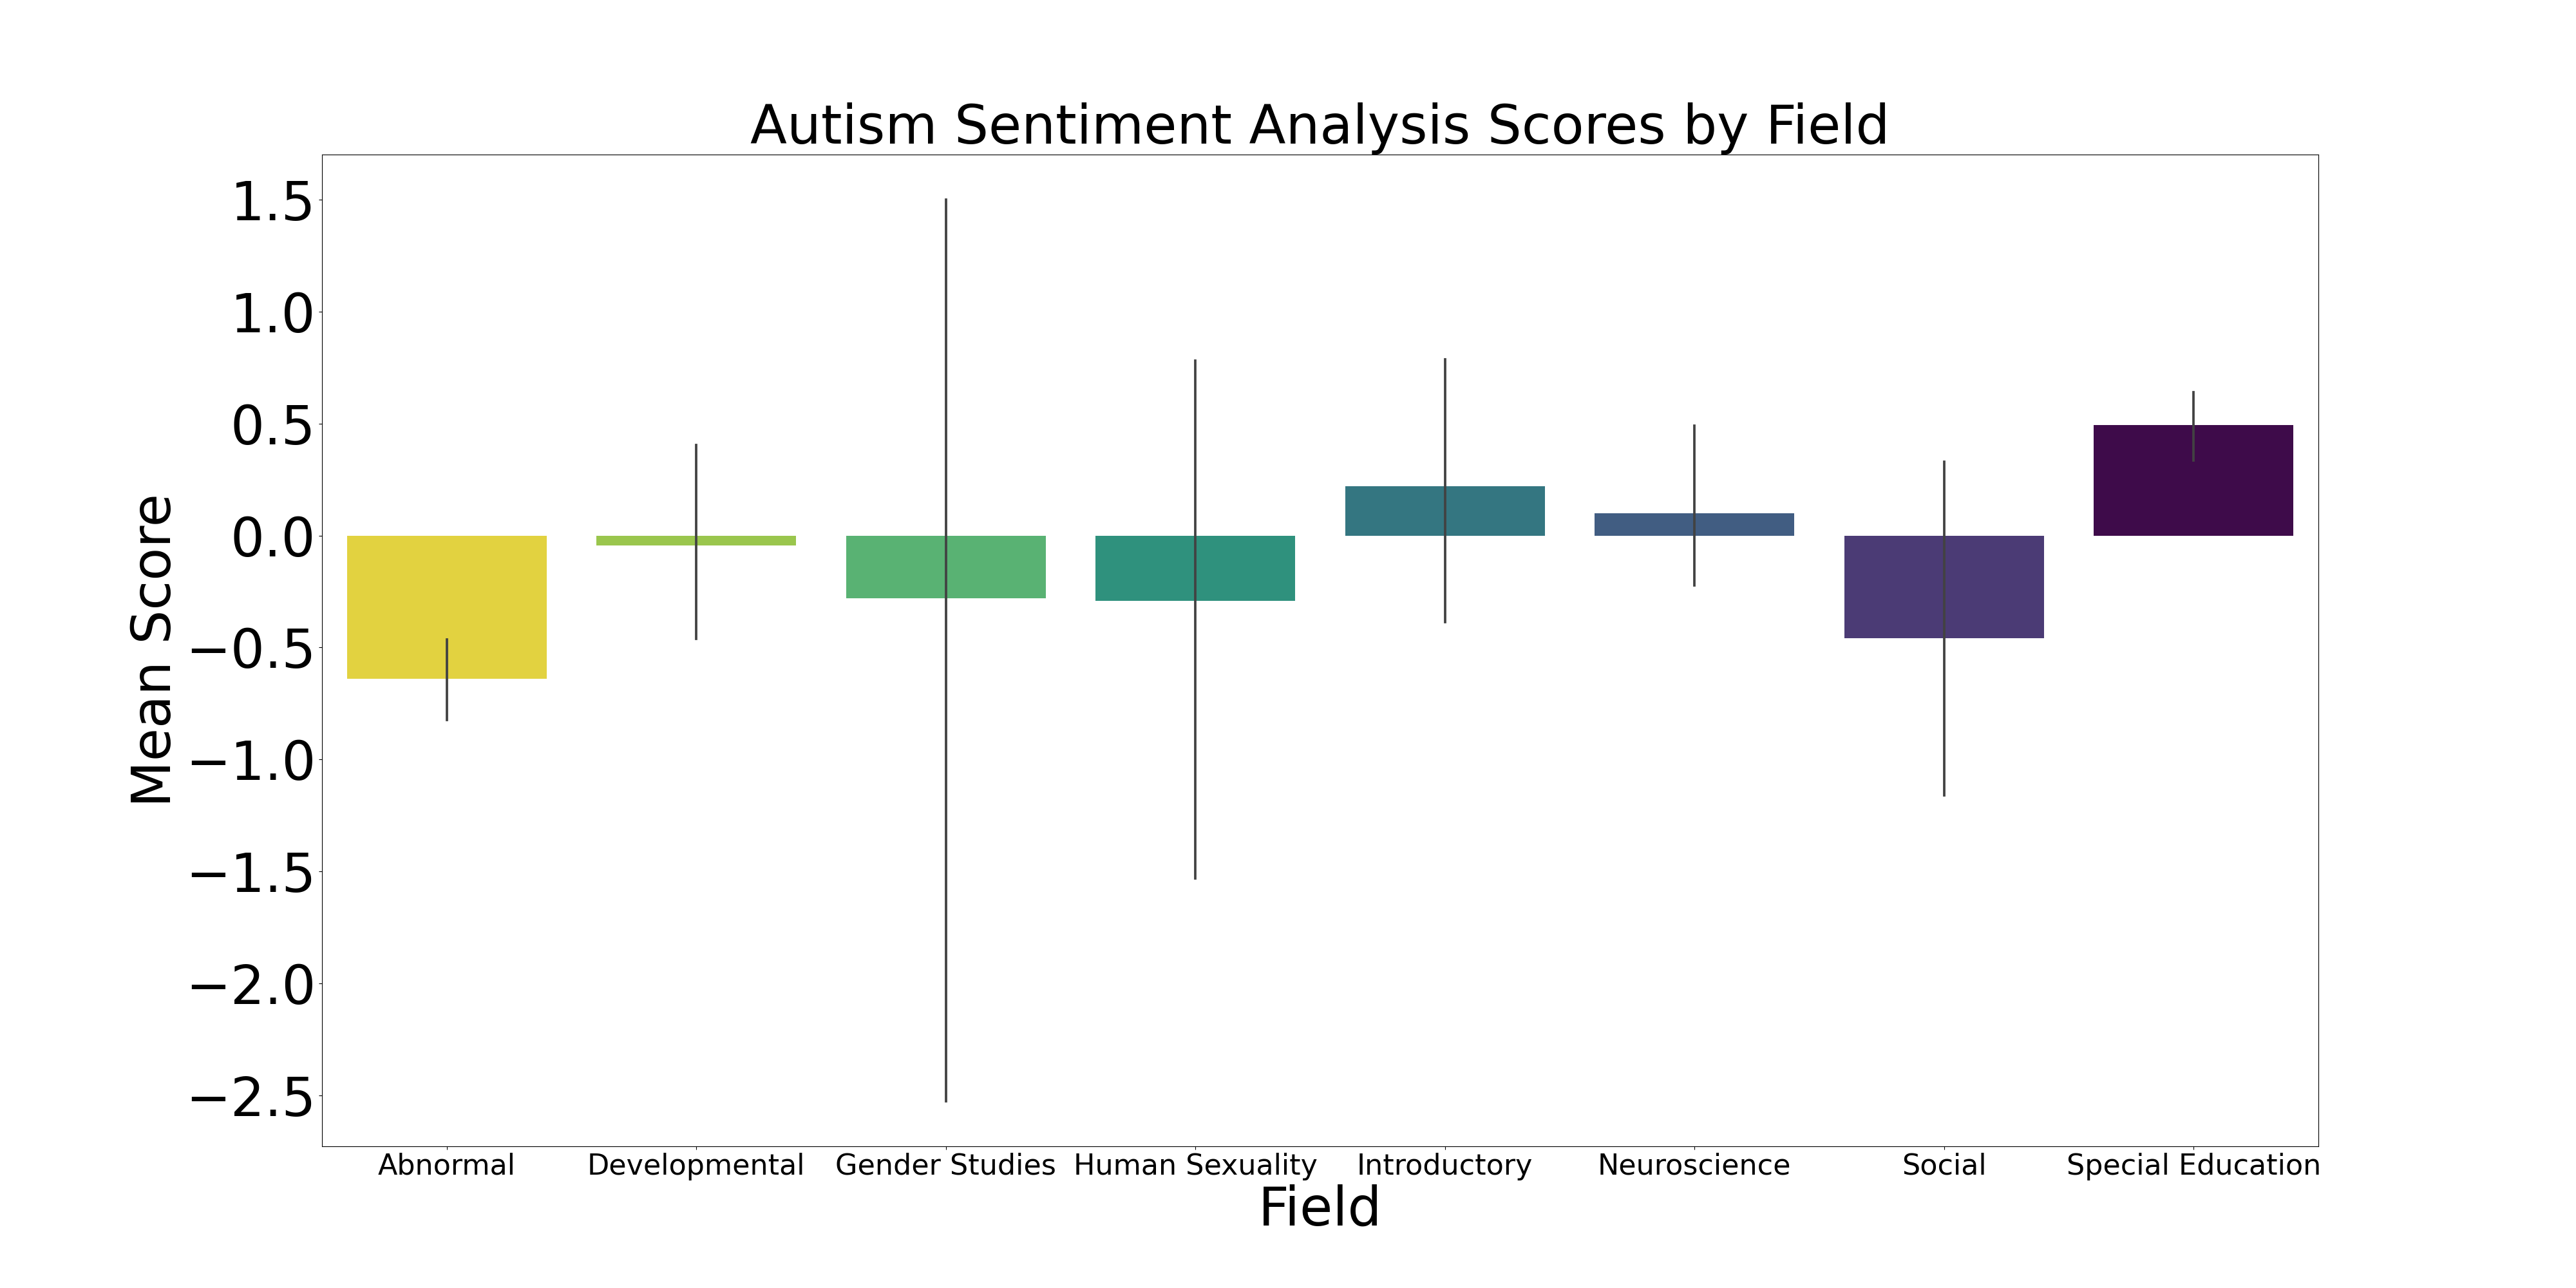 Autism Sentiment Analysis Scores by Field
Mean Score
1.5
1.0
0.5
0.0
−0.5
−1.0
−1.5
−2.0
−2.5
Abnormal Developmental Gender Studies Human Sexuality Introductory Neuroscience Social Special Education
Field